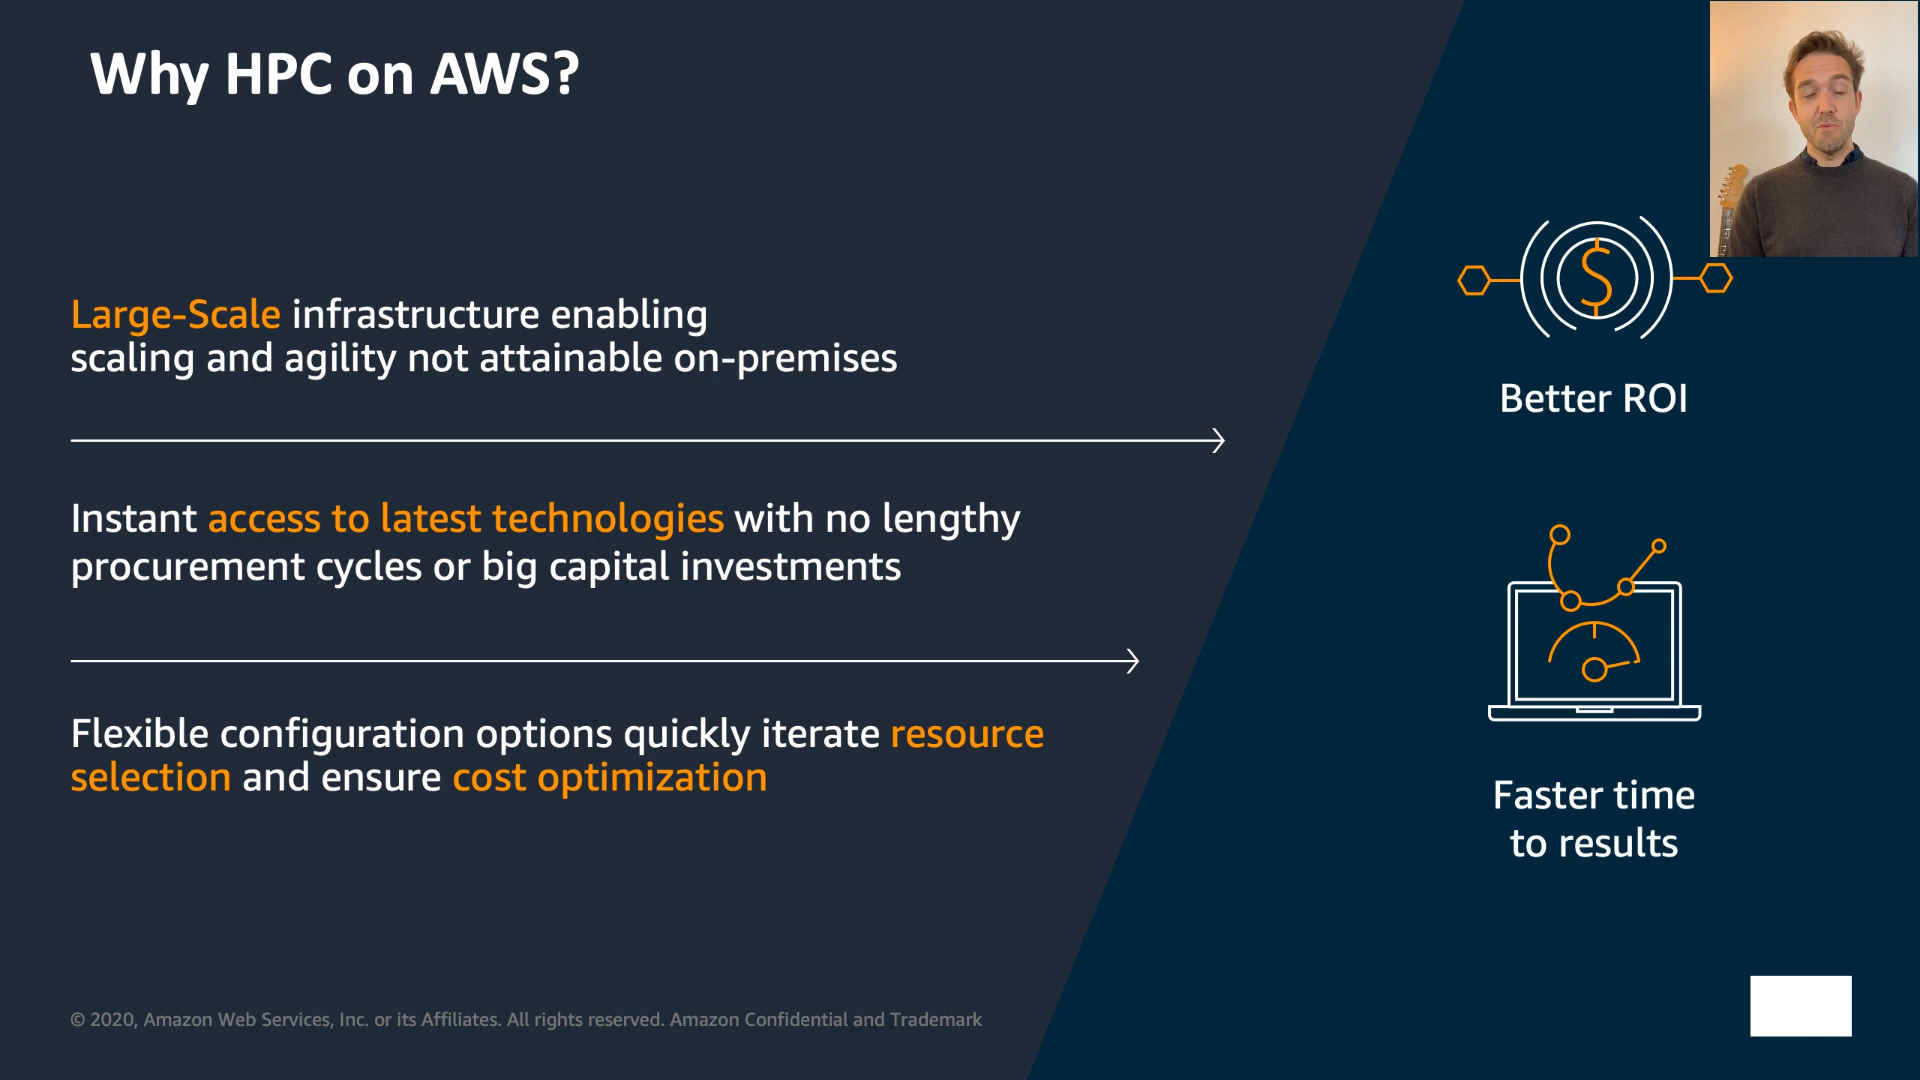 Why HPC on AWS?
Large-Scale infrastructure enabling
scaling and agility not attainable on-premises
Instant access to latest technologies with no lengthy
procurement cycles or big capital investments
Flexible configuration options quickly iterate resource
selection and ensure cost optimization
$
Better ROI
Faster time
to results
© 2020, Amazon Web Services, Inc. or its Affiliates. All rights reserved. Amazon Confidential and Trademark